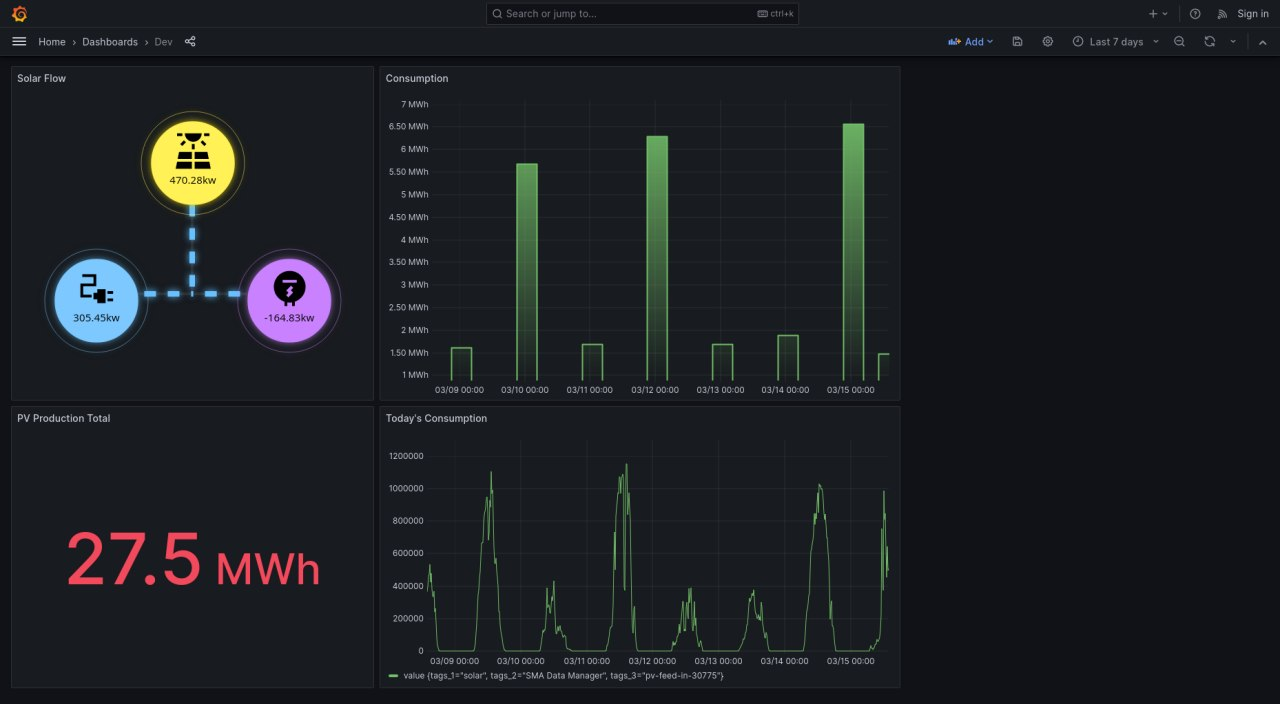 Search or jump to...
ctrl+k
Sign in
Home › Dashboards › Dev
Add
Last 7 days
Solar Flow
470.28kw
305.45kw
-164.83kw
Consumption
7 MWh
6.50 MWh
6 MWh
5.50 MWh
5 MWh
4.50 MWh
4 MWh
3.50 MWh
3 MWh
2.50 MWh
2 MWh
1.50 MWh
1 MWh
03/09 00:00 03/10 00:00 03/11 00:00 03/12 00:00 03/13 00:00 03/14 00:00 03/15 00:00
PV Production Total
27.5 MWh
Today's Consumption
1200000
1000000
800000
600000
400000
200000
0
03/09 00:00 03/10 00:00 03/11 00:00 03/12 00:00 03/13 00:00 03/14 00:00 03/15 00:00
value {tags_1="solar", tags_2="SMA Data Manager", tags_3="pv-feed-in-30775"}